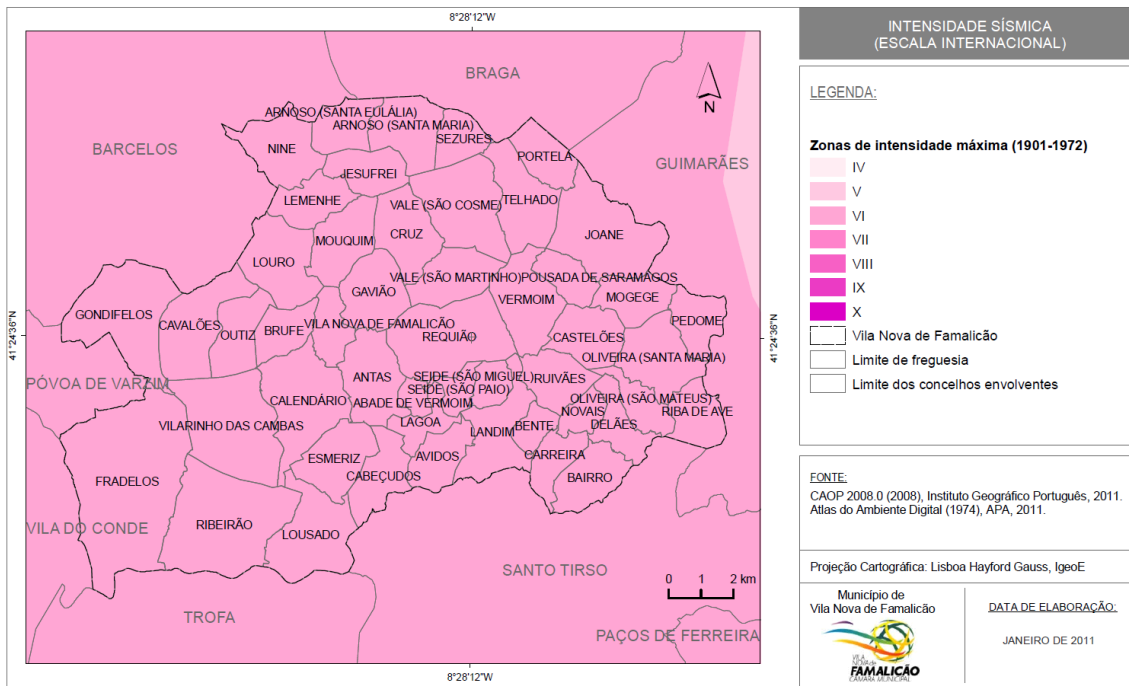 8°28'12"W
BRAGA
N
ARNOSO (SANTA EULÁLIA)
ARNOSO (SANTA MARIA)
SEZURES
BARCELOS
NINE
PORTELA
GUIMARÃES
JESUFREI
LEMENHE
VALE (SÃO COSME)
TELHADO
MOUQUIM
CRUZ
JOANE
LOURO
VALE (SÃO MARTINHO)
POUSADA DE SARAMAGOS
GAVIÃO
VERMOIM
MOGEGE
GONDIFELOS
CAVALÕES
OUTIZ
BRUFE
VILA NOVA DE FAMALICÃO
REQUIÃO
CASTELÕES
PEDOME
41°24'36"N
41°24'36"N
OLIVEIRA (SANTA MARIA)
PÓVOA DE VARZIM
ANTAS
SEIDE (SÃO MIGUEL)
RUIVÃES
SEIDE (SÃO PAIO)
CALENDÁRIO
ABADE DE VERMOIM
OLIVEIRA (SÃO MATEUS)
NOVAIS
RIBA DE AVE
VILARINHO DAS CAMBAS
LAGOA
LANDIM
BENTE
DELÃES
ESMERIZ
AVIDOS
CARREIRA
CABEÇUDOS
BAIRRO
FRADELOS
VILA DO CONDE
RIBEIRÃO
LOUSADO
SANTO TIRSO
0 1 2 km
TROFA
PAÇOS DE FERREIRA
8°28'12"W
INTENSIDADE SÍSMICA
(ESCALA INTERNACIONAL)
LEGENDA:
Zonas de intensidade máxima (1901-1972)
IV
V
VI
VII
VIII
IX
X
Vila Nova de Famalicão
Limite de freguesia
Limite dos concelhos envolventes
FONTE:
CAOP 2008.0 (2008), Instituto Geográfico Português, 2011.
Atlas do Ambiente Digital (1974), APA, 2011.
Projeção Cartográfica: Lisboa Hayford Gauss, IgeoE
Município de
Vila Nova de Famalicão
VILA
NOVA DE
FAMALICÃO
CÂMARA MUNICIPAL
DATA DE ELABORAÇÃO:
JANEIRO DE 2011